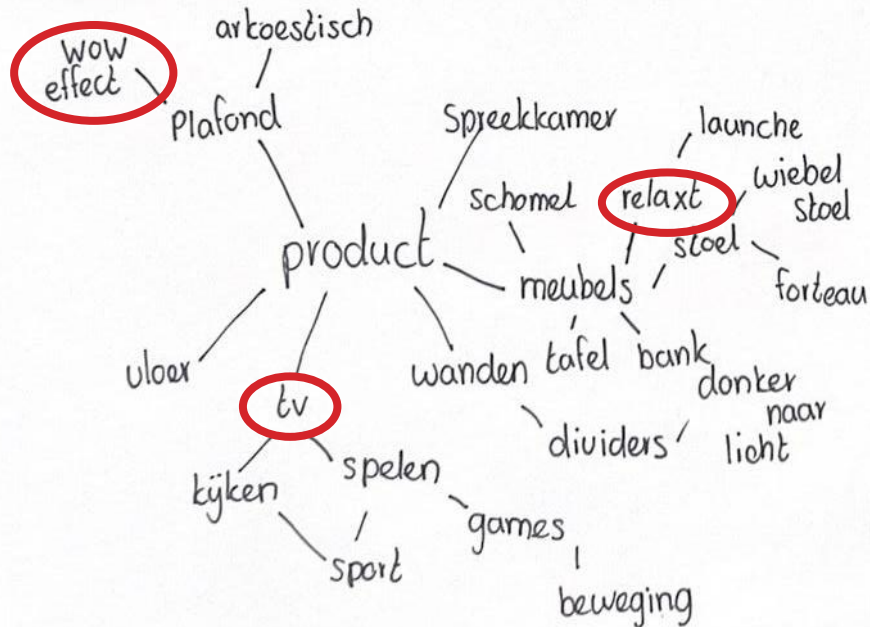 arkoestisch
wow
effect
plafond
spreekkamer
launche
schomel
relaxt
wiebel
stoel
stoel
product
meubels
forteau
vloer
wanden
tafel
bank
donker
naar
licht
tv
dividers
kijken
spelen
games
sport
beweging